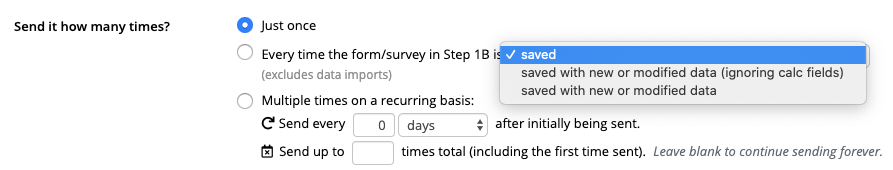 Send it how many times?
Just once
Every time the form/survey in Step 1B is
✓ saved
saved with new or modified data (ignoring calc fields)
saved with new or modified data
(excludes data imports)
Multiple times on a recurring basis:
Send every 0 days after initially being sent.
Send up to times total (including the first time sent). Leave blank to continue sending forever.